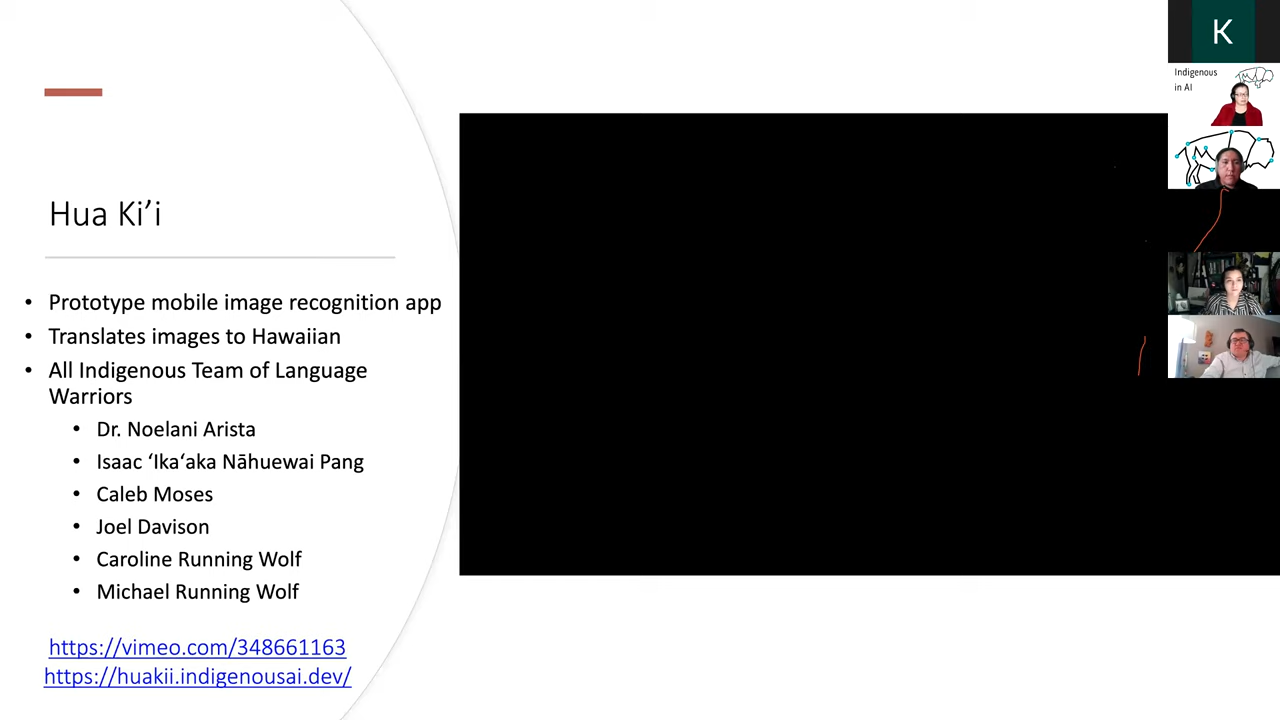 K
Indigenous
in AI
Hua Ki’i
• Prototype mobile image recognition app
• Translates images to Hawaiian
• All Indigenous Team of Language
Warriors
• Dr. Noelani Arista
• Isaac ‘Ika‘aka Nāhuewai Pang
• Caleb Moses
• Joel Davison
• Caroline Running Wolf
• Michael Running Wolf
https://vimeo.com/348661163
https://huakii.indigenousai.dev/